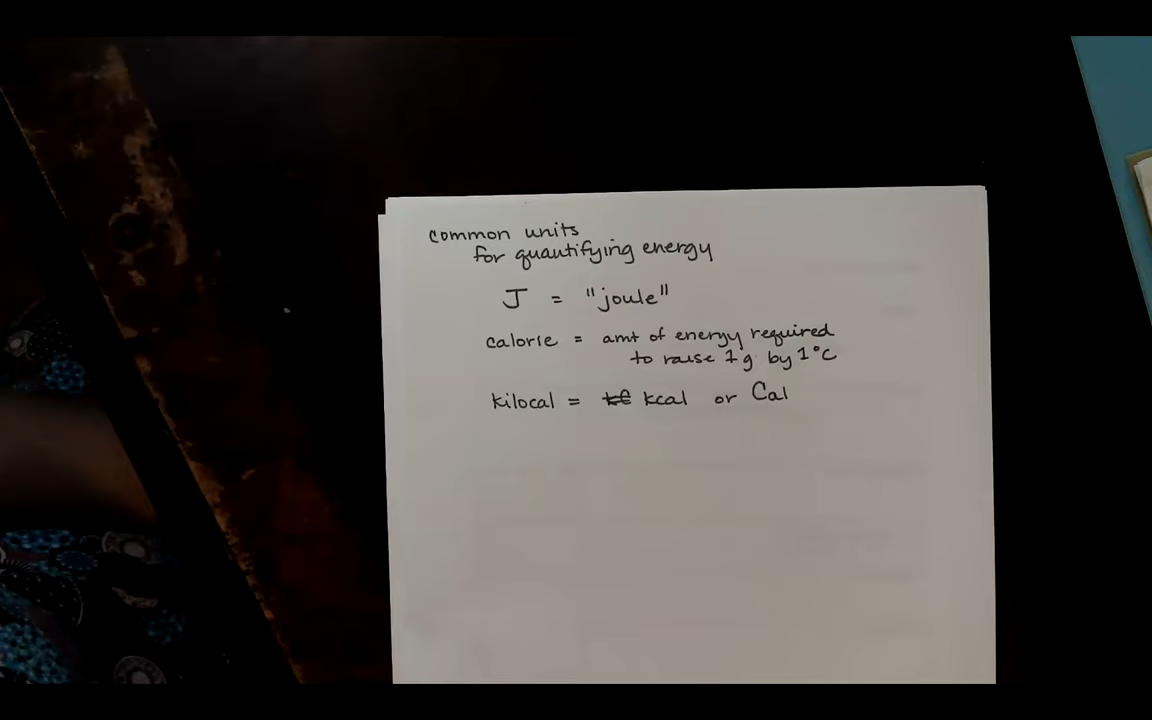 common units
for quantifying energy
J = "joule"
calorie = amt of energy required
to raise 1g by 1°C
kilocal = kcal or Cal